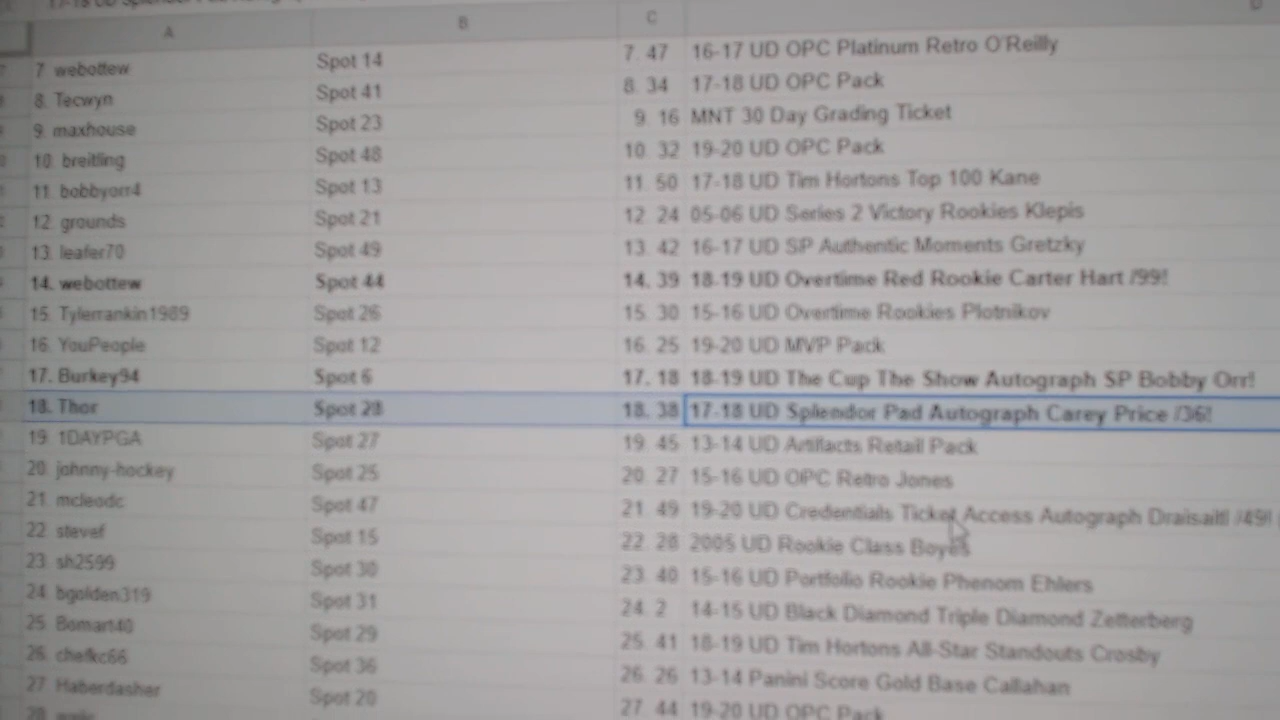 A B C D
7 webottew Spot 14 7. 47 16-17 UD OPC Platinum Retro O'Reilly
8. Tecwyn Spot 41 8. 34 17-18 UD OPC Pack
9. maxhouse Spot 23 9. 16 MNT 30 Day Grading Ticket
10. breitling Spot 48 10. 32 19-20 UD OPC Pack
11. bobbyorr4 Spot 13 11. 50 17-18 UD Tim Hortons Top 100 Kane
12. grounds Spot 21 12. 24 05-06 UD Series 2 Victory Rookies Klepis
13. leafer70 Spot 49 13. 42 16-17 UD SP Authentic Moments Gretzky
14. webottew Spot 44 14. 39 18-19 UD Overtime Red Rookie Carter Hart /99!
15. Tylerrankin1989 Spot 26 15. 30 15-16 UD Overtime Rookies Plotnikov
16. YouPeople Spot 12 16. 25 19-20 UD MVP Pack
17. Burkey94 Spot 6 17. 18 18-19 UD The Cup The Show Autograph SP Bobby Orr!
18. Thor Spot 28 18. 38 17-18 UD Splendor Pad Autograph Carey Price /36!
19. 1DAYPGA Spot 27 19. 45 13-14 UD Artifacts Retail Pack
20. johnny-hockey Spot 25 20. 27 15-16 UD OPC Retro Jones
21. mcleodc Spot 47 21. 49 19-20 UD Credentials Ticket Access Autograph Draisaitl /49!
22. stevef Spot 15 22. 28 2005 UD Rookie Class Boyes
23. sh2599 Spot 30 23. 40 15-16 UD Portfolio Rookie Phenom Ehlers
24. bgolden319 Spot 31 24. 2 14-15 UD Black Diamond Triple Diamond Zetterberg
25. Bomart40 Spot 29 25. 41 18-19 UD Tim Hortons All-Star Standouts Crosby
26. chefkc66 Spot 36 26. 26 13-14 Panini Score Gold Base Callahan
27. Haberdasher Spot 20 27. 44 19-20 UD OPC Pack
28.